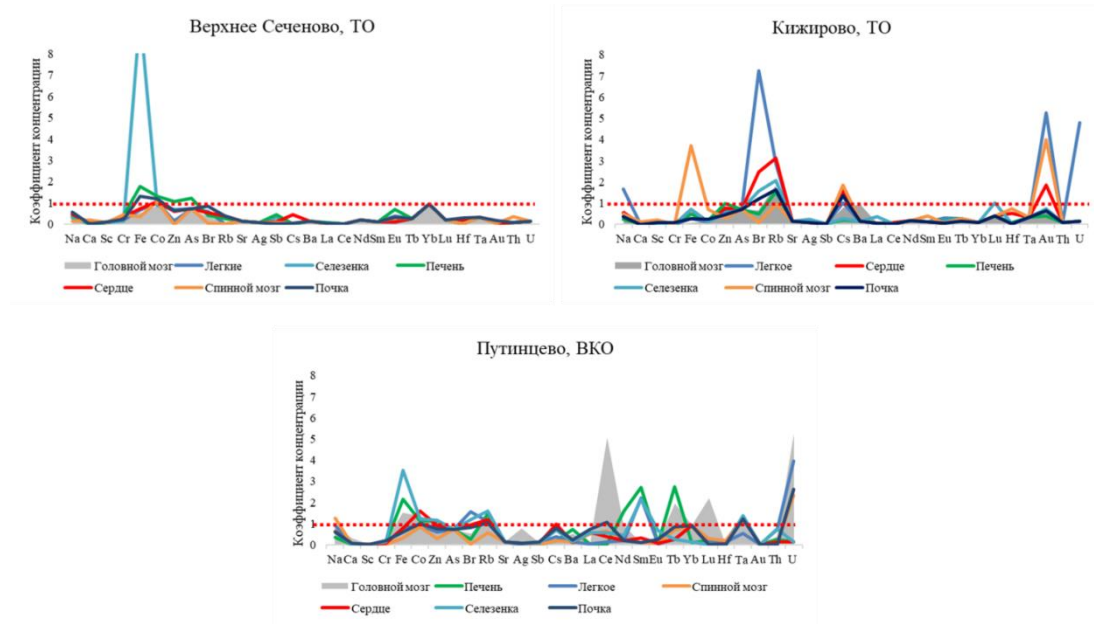 Верхнее Сеченово, ТО
Коэффициент концентрации
8
7
6
5
4
3
2
1
0
Na Ca Sc Cr Fe Co Zn As Br Rb Sr Ag Sb Cs Ba La Ce Nd Sm Eu Tb Yb Lu Hf Ta Au Th U
Головной мозг Легкие Селезенка Печень
Сердце Спинной мозг Почка
Кижирово, ТО
Коэффициент концентрации
8
7
6
5
4
3
2
1
0
Na Ca Sc Cr Fe Co Zn As Br Rb Sr Ag Sb Cs Ba La Ce Nd Sm Eu Tb Yb Lu Hf Ta Au Th U
Головной мозг Легкое Сердце Печень
Селезенка Спинной мозг Почка
Путинцево, ВКО
Коэффициент концентрации
8
7
6
5
4
3
2
1
0
Na Ca Sc Cr Fe Co Zn As Br Rb Sr Ag Sb Cs Ba La Ce Nd Sm Eu Tb Yb Lu Hf Ta Au Th U
Головной мозг Печень Легкое Спинной мозг
Сердце Селезенка Почка